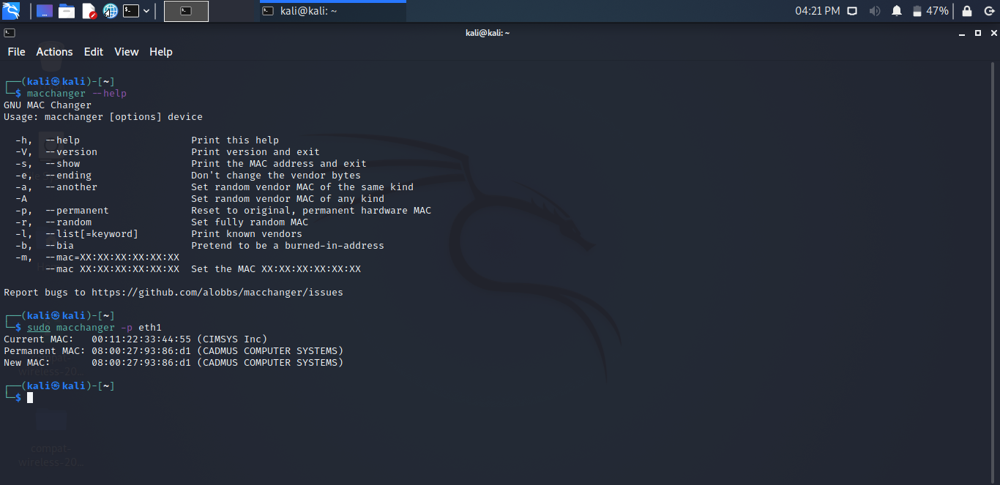 kali@kali: ~
04:21 PM
47%
kali@kali: ~
File Actions Edit View Help
┌──(kali㉿kali)-[~]
└─$ macchanger --help
GNU MAC Changer
Usage: macchanger [options] device
-h, --help Print this help
-V, --version Print version and exit
-s, --show Print the MAC address and exit
-e, --ending Don't change the vendor bytes
-a, --another Set random vendor MAC of the same kind
-A Set random vendor MAC of any kind
-p, --permanent Reset to original, permanent hardware MAC
-r, --random Set fully random MAC
-l, --list[=keyword] Print known vendors
-b, --bia Pretend to be a burned-in-address
-m, --mac=XX:XX:XX:XX:XX:XX
--mac XX:XX:XX:XX:XX:XX Set the MAC XX:XX:XX:XX:XX:XX
Report bugs to https://github.com/alobbs/macchanger/issues
┌──(kali㉿kali)-[~]
└─$ sudo macchanger -p eth1
Current MAC: 00:11:22:33:44:55 (CIMSYS Inc)
Permanent MAC: 08:00:27:93:86:d1 (CADMUS COMPUTER SYSTEMS)
New MAC: 08:00:27:93:86:d1 (CADMUS COMPUTER SYSTEMS)
wireless-20...
┌──(kali㉿kali)-[~]
└─$
compat-
wireless-20...